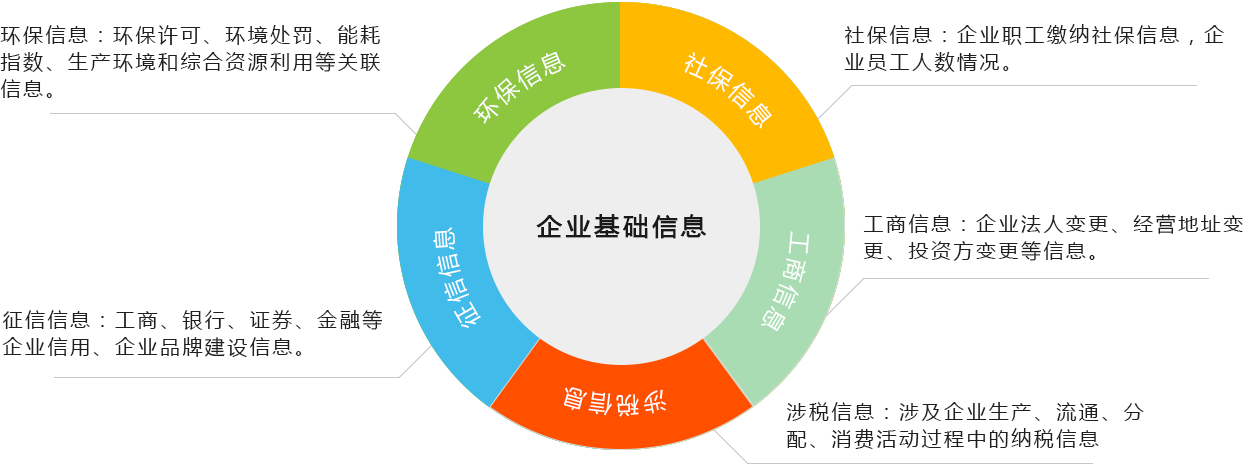 环保信息：环保许可、环境处罚、能耗
指数、生产环境和综合资源利用等关联
信息。
社保信息：企业职工缴纳社保信息，企
业员工人数情况。
环保信息
社保信息
企业基础信息
工商信息
工商信息：企业法人变更、经营地址变
更、投资方变更等信息。
征信信息
征信信息：工商、银行、证券、金融等
企业信用、企业品牌建设信息。
涉税信息
涉税信息：涉及企业生产、流通、分
配、消费活动过程中的纳税信息